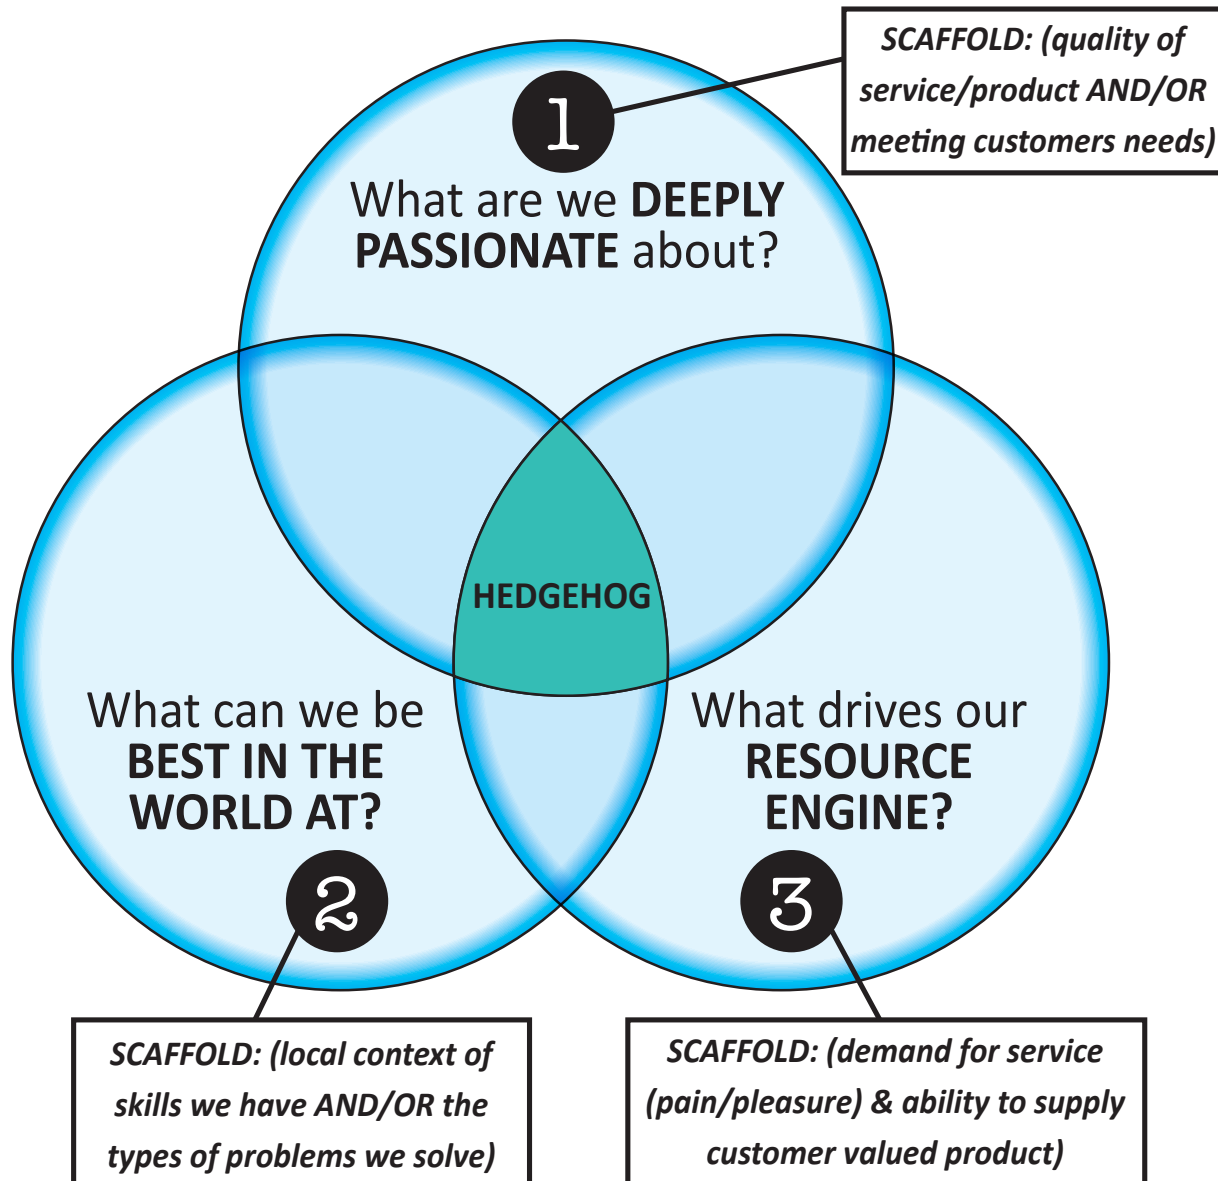 SCAFFOLD: (quality of
service/product AND/OR
meeting customers needs)
1
What are we DEEPLY
PASSIONATE about?
HEDGEHOG
What can we be
BEST IN THE
WORLD AT?
2
What drives our
RESOURCE
ENGINE?
3
SCAFFOLD: (local context of
skills we have AND/OR the
types of problems we solve)
SCAFFOLD: (demand for service
(pain/pleasure) & ability to supply
customer valued product)